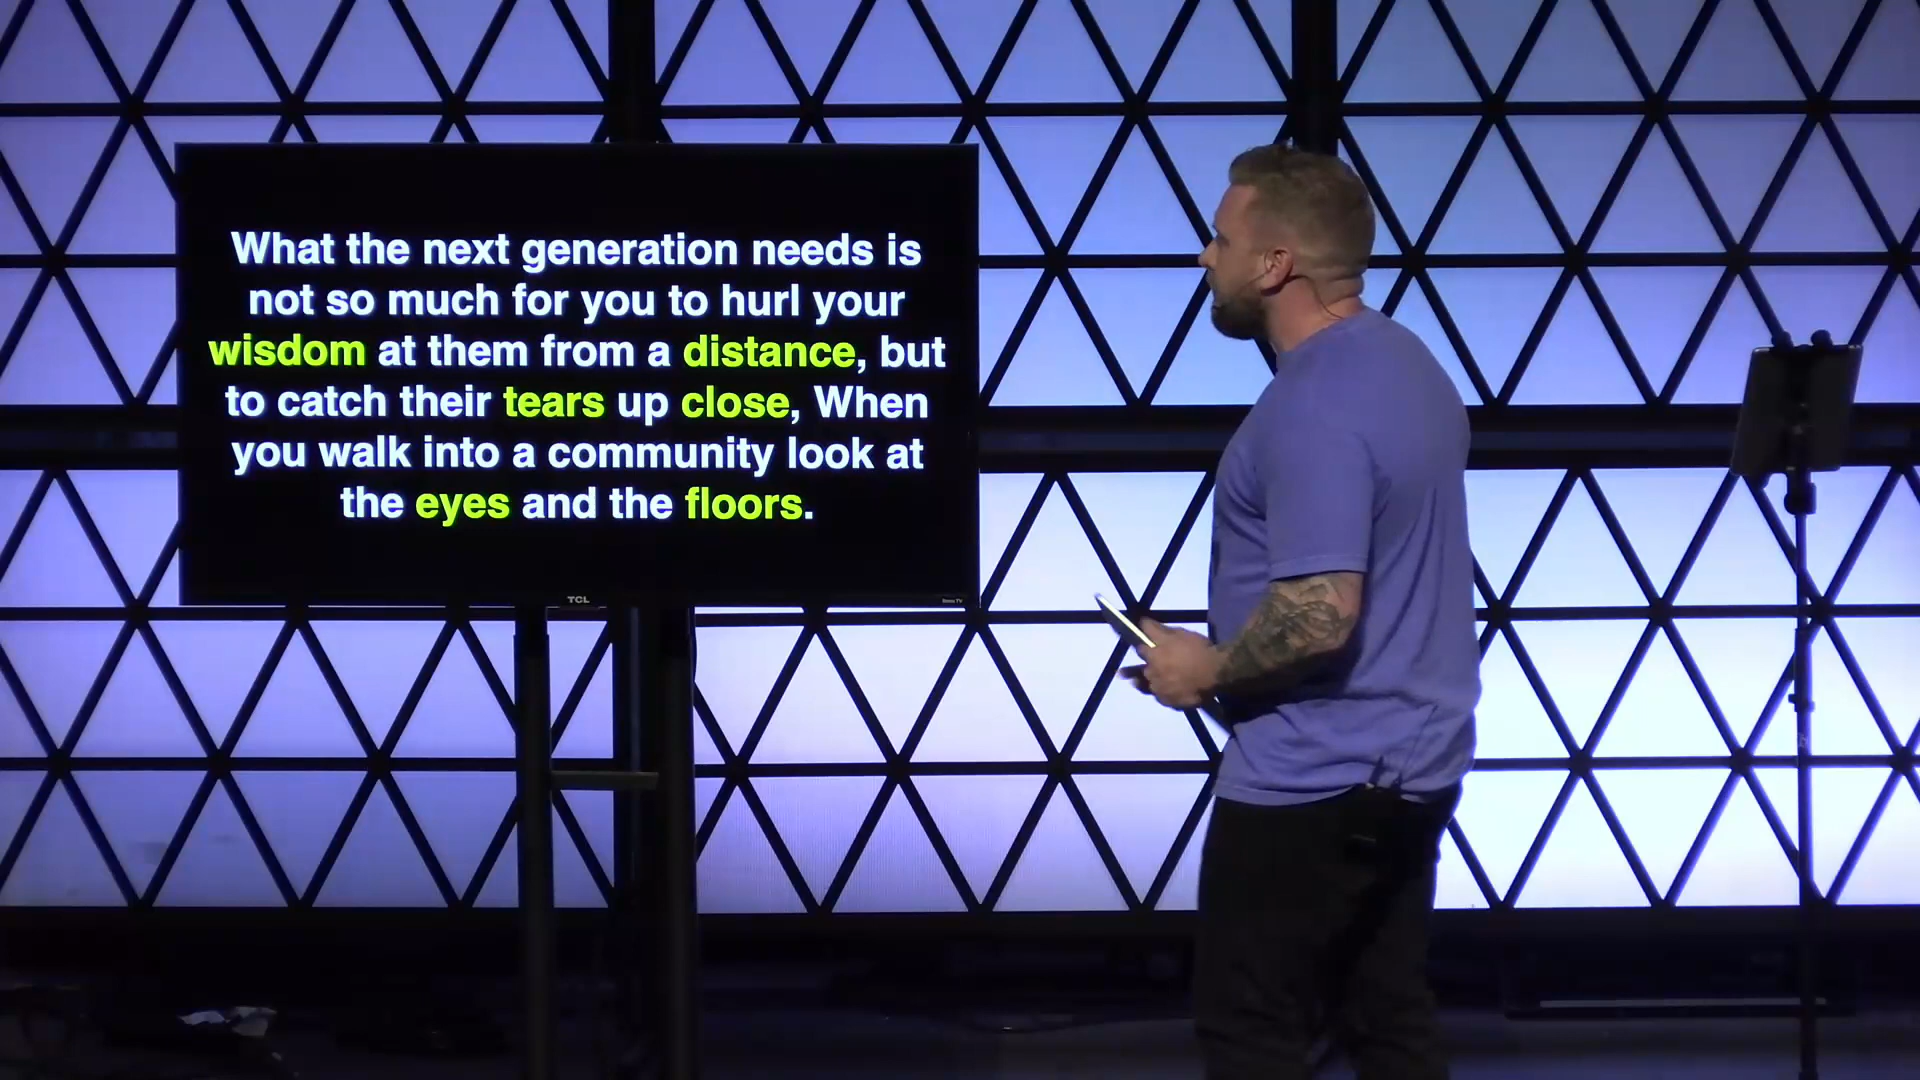 What the next generation needs is
not so much for you to hurl your
wisdom at them from a distance, but
to catch their tears up close, When
you walk into a community look at
the eyes and the floors.
TCL
Roku TV